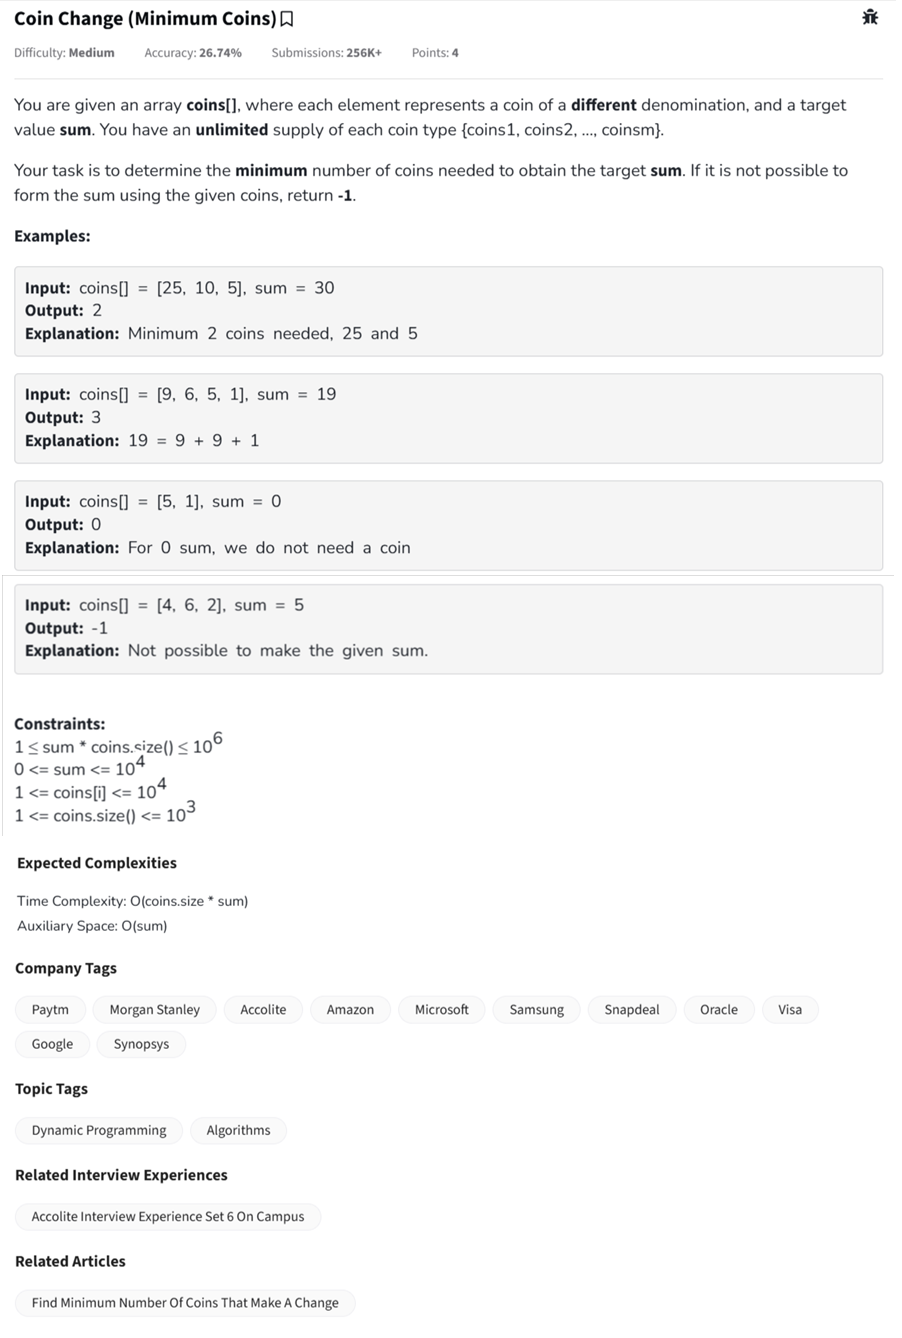 Coin Change (Minimum Coins)
Difficulty: Medium Accuracy: 26.74% Submissions: 256K+ Points: 4
You are given an array coins[], where each element represents a coin of a different denomination, and a target
value sum. You have an unlimited supply of each coin type {coins1, coins2, ..., coinsm}.
Your task is to determine the minimum number of coins needed to obtain the target sum. If it is not possible to
form the sum using the given coins, return -1.
Examples:
Input: coins[] = [25, 10, 5], sum = 30
Output: 2
Explanation: Minimum 2 coins needed, 25 and 5
Input: coins[] = [9, 6, 5, 1], sum = 19
Output: 3
Explanation: 19 = 9 + 9 + 1
Input: coins[] = [5, 1], sum = 0
Output: 0
Explanation: For 0 sum, we do not need a coin
Input: coins[] = [4, 6, 2], sum = 5
Output: -1
Explanation: Not possible to make the given sum.
Constraints:
1 ≤ sum * coins.size() ≤ 10^6
0 <= sum <= 10^4
1 <= coins[i] <= 10^4
1 <= coins.size() <= 10^3
Expected Complexities
Time Complexity: O(coins.size * sum)
Auxiliary Space: O(sum)
Company Tags
Paytm Morgan Stanley Accolite Amazon Microsoft Samsung Snapdeal Oracle Visa
Google Synopsys
Topic Tags
Dynamic Programming Algorithms
Related Interview Experiences
Accolite Interview Experience Set 6 On Campus
Related Articles
Find Minimum Number Of Coins That Make A Change